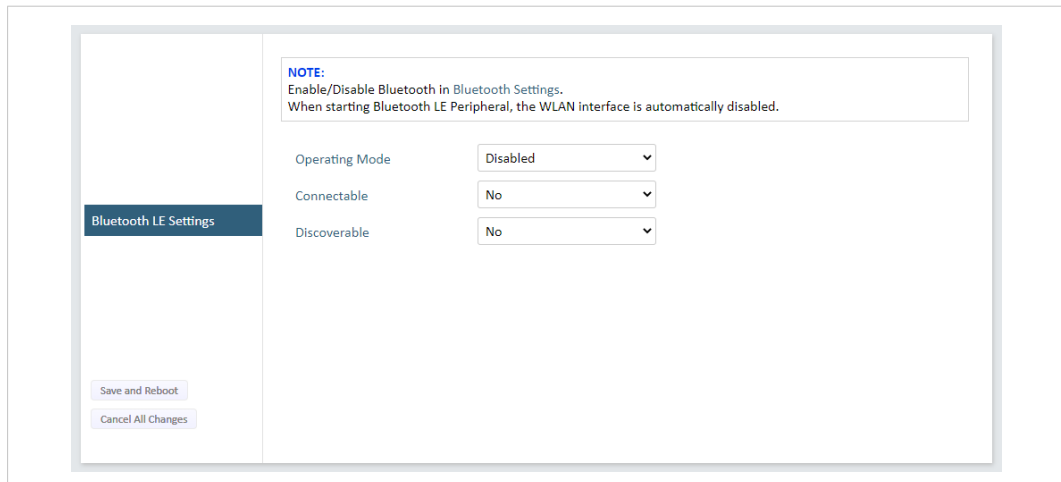 NOTE:
Enable/Disable Bluetooth in Bluetooth Settings.
When starting Bluetooth LE Peripheral, the WLAN interface is automatically disabled.
Operating Mode Disabled
Connectable No
Bluetooth LE Settings
Discoverable No
Save and Reboot
Cancel All Changes